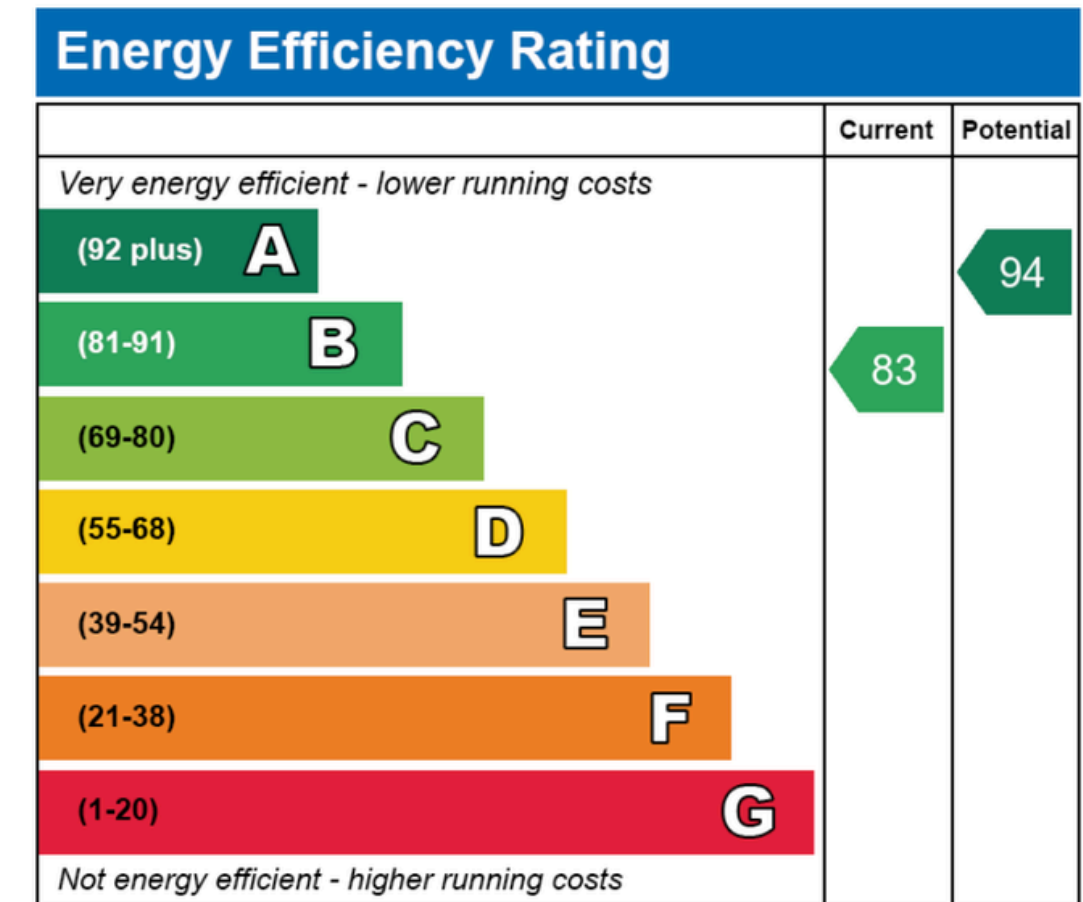 Energy Efficiency Rating
Current Potential
Very energy efficient - lower running costs
(92 plus) A
94
(81-91) B
83
(69-80) C
(55-68) D
(39-54) E
(21-38) F
(1-20) G
Not energy efficient - higher running costs